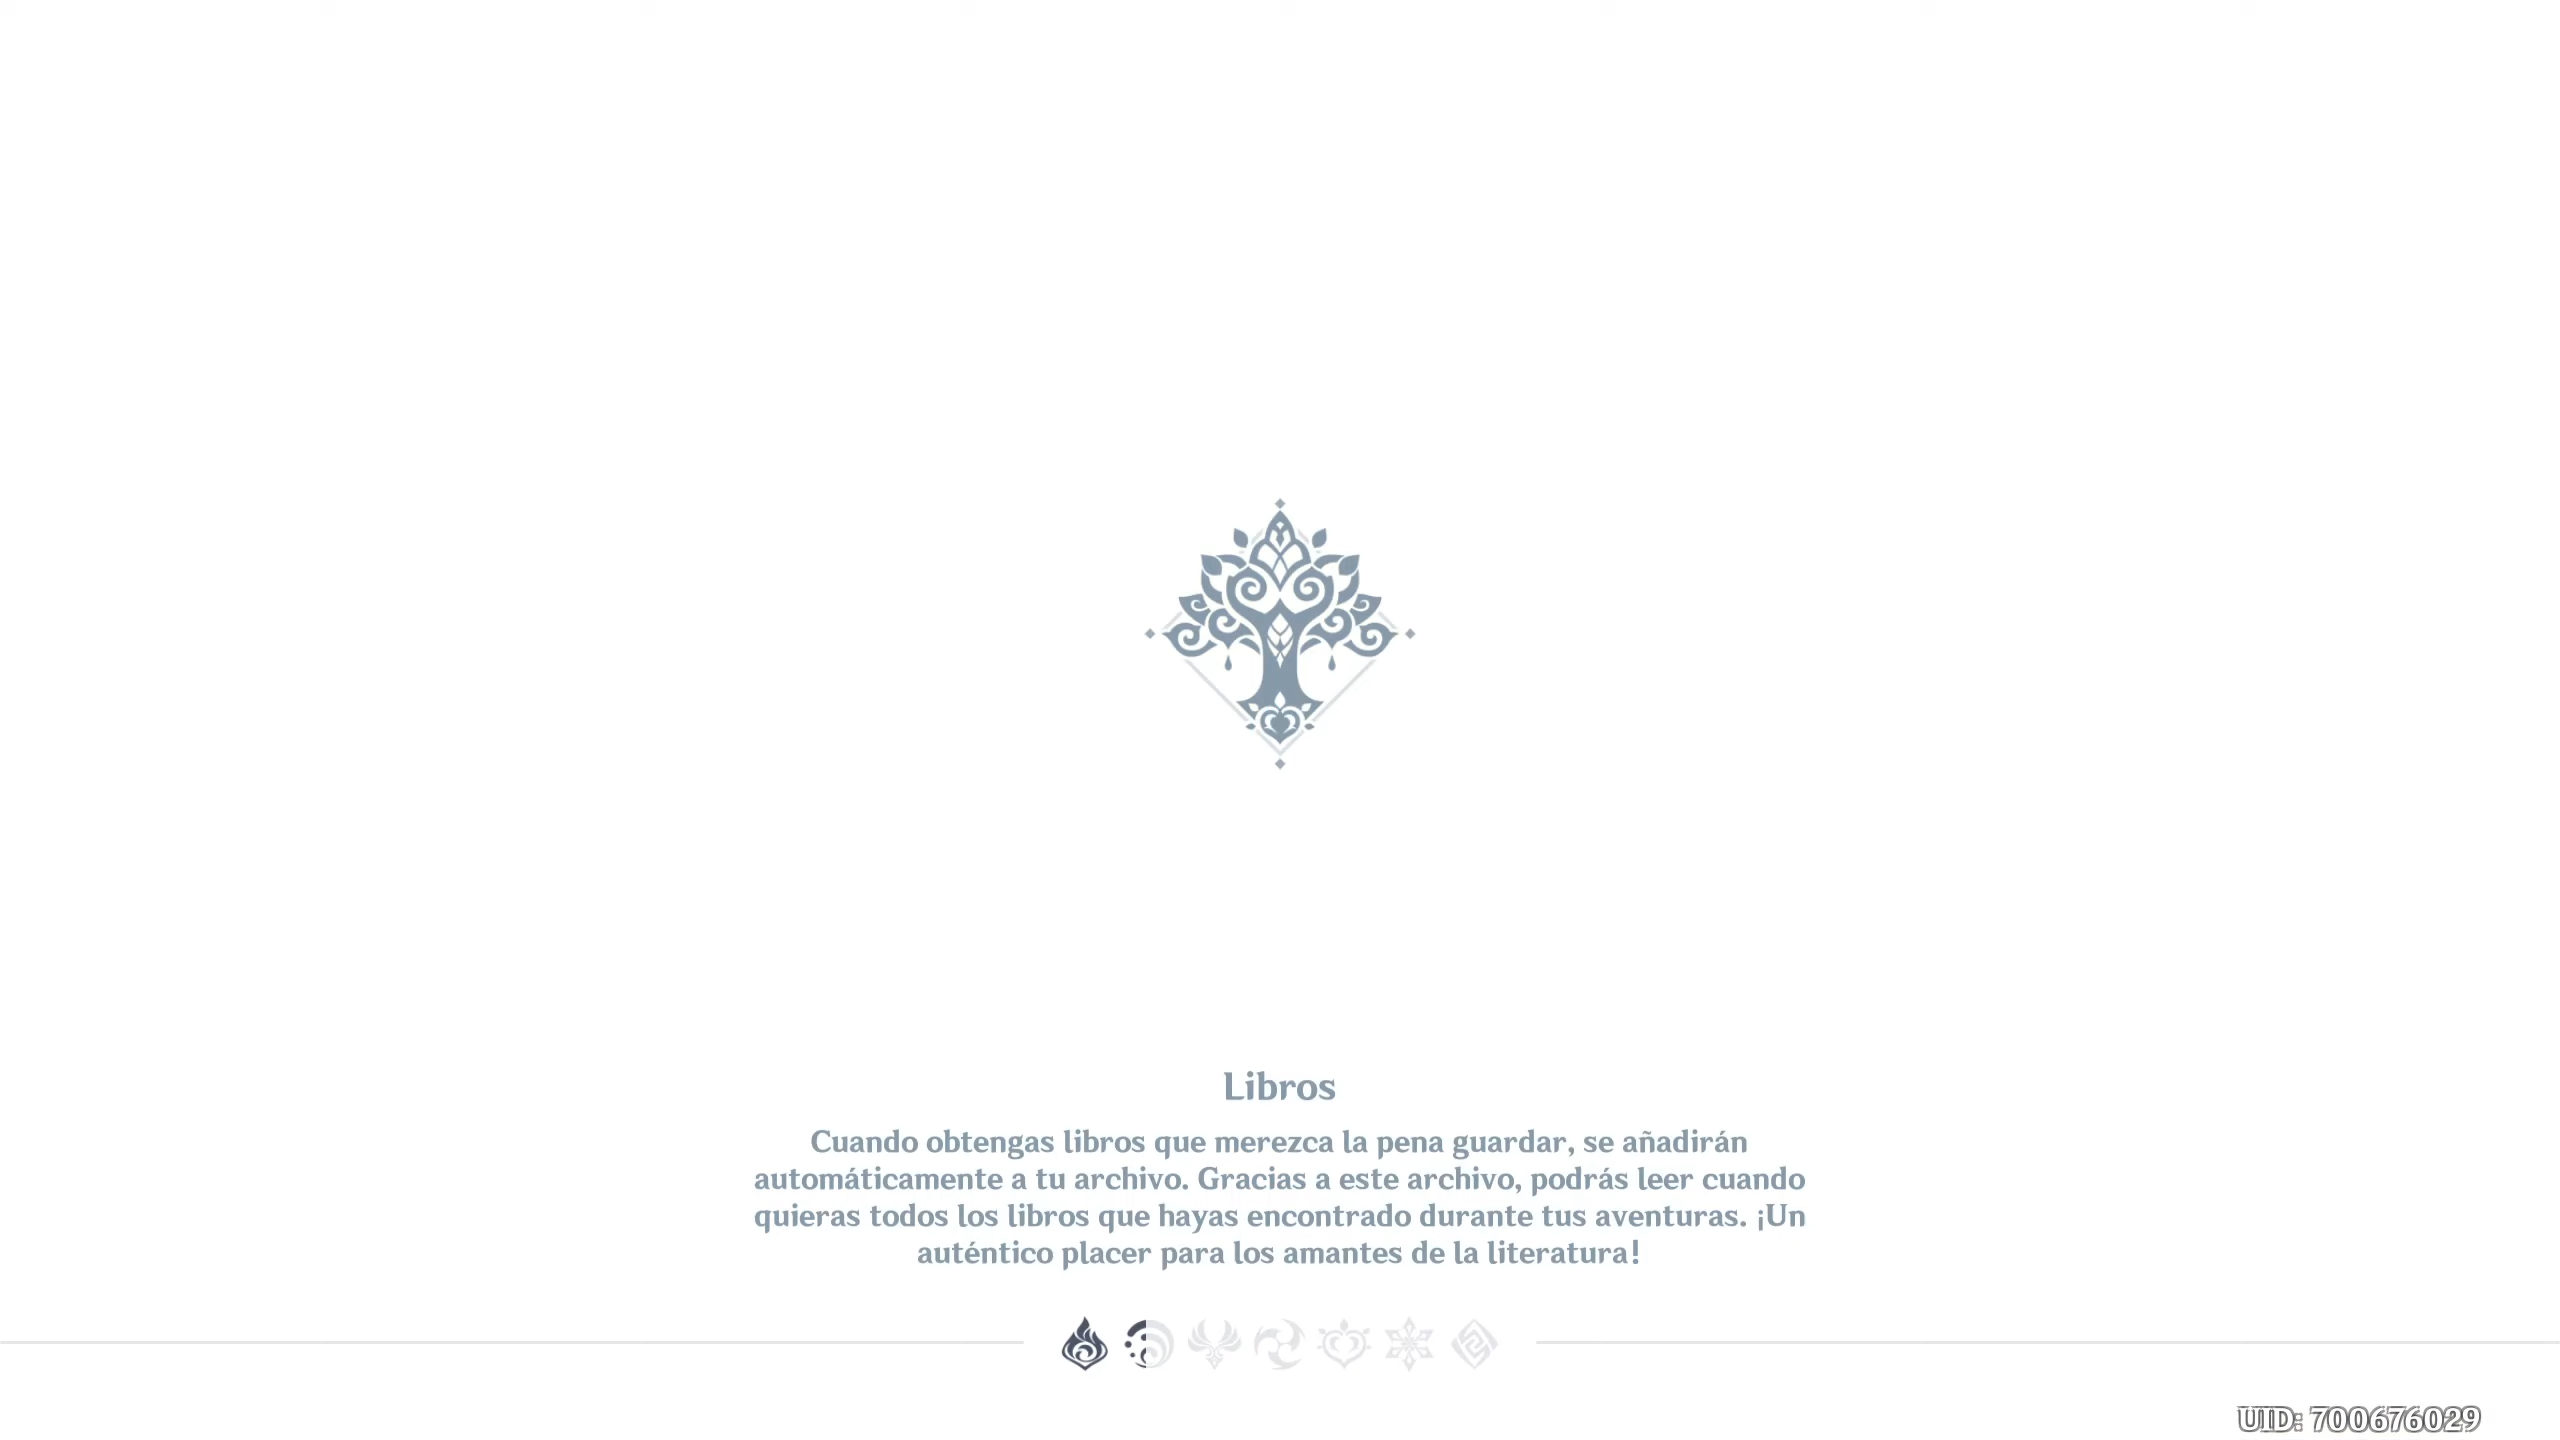 Libros
Cuando obtengas libros que merezca la pena guardar, se añadirán
automáticamente a tu archivo. Gracias a este archivo, podrás leer cuando
quieras todos los libros que hayas encontrado durante tus aventuras. ¡Un
auténtico placer para los amantes de la literatura!
UID: 700676029